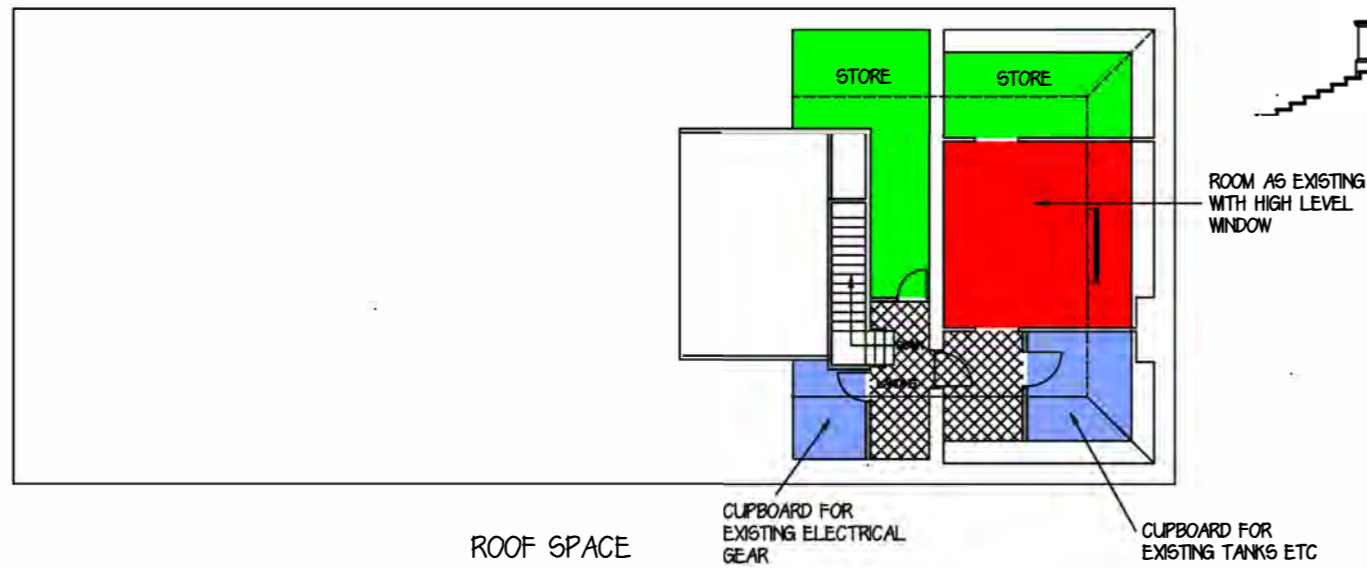 STORE
STORE
ROOM AS EXISTING
WITH HIGH LEVEL
WINDOW
CUPBOARD FOR
EXISTING ELECTRICAL
GEAR
CUPBOARD FOR
EXISTING TANKS ETC
ROOF SPACE